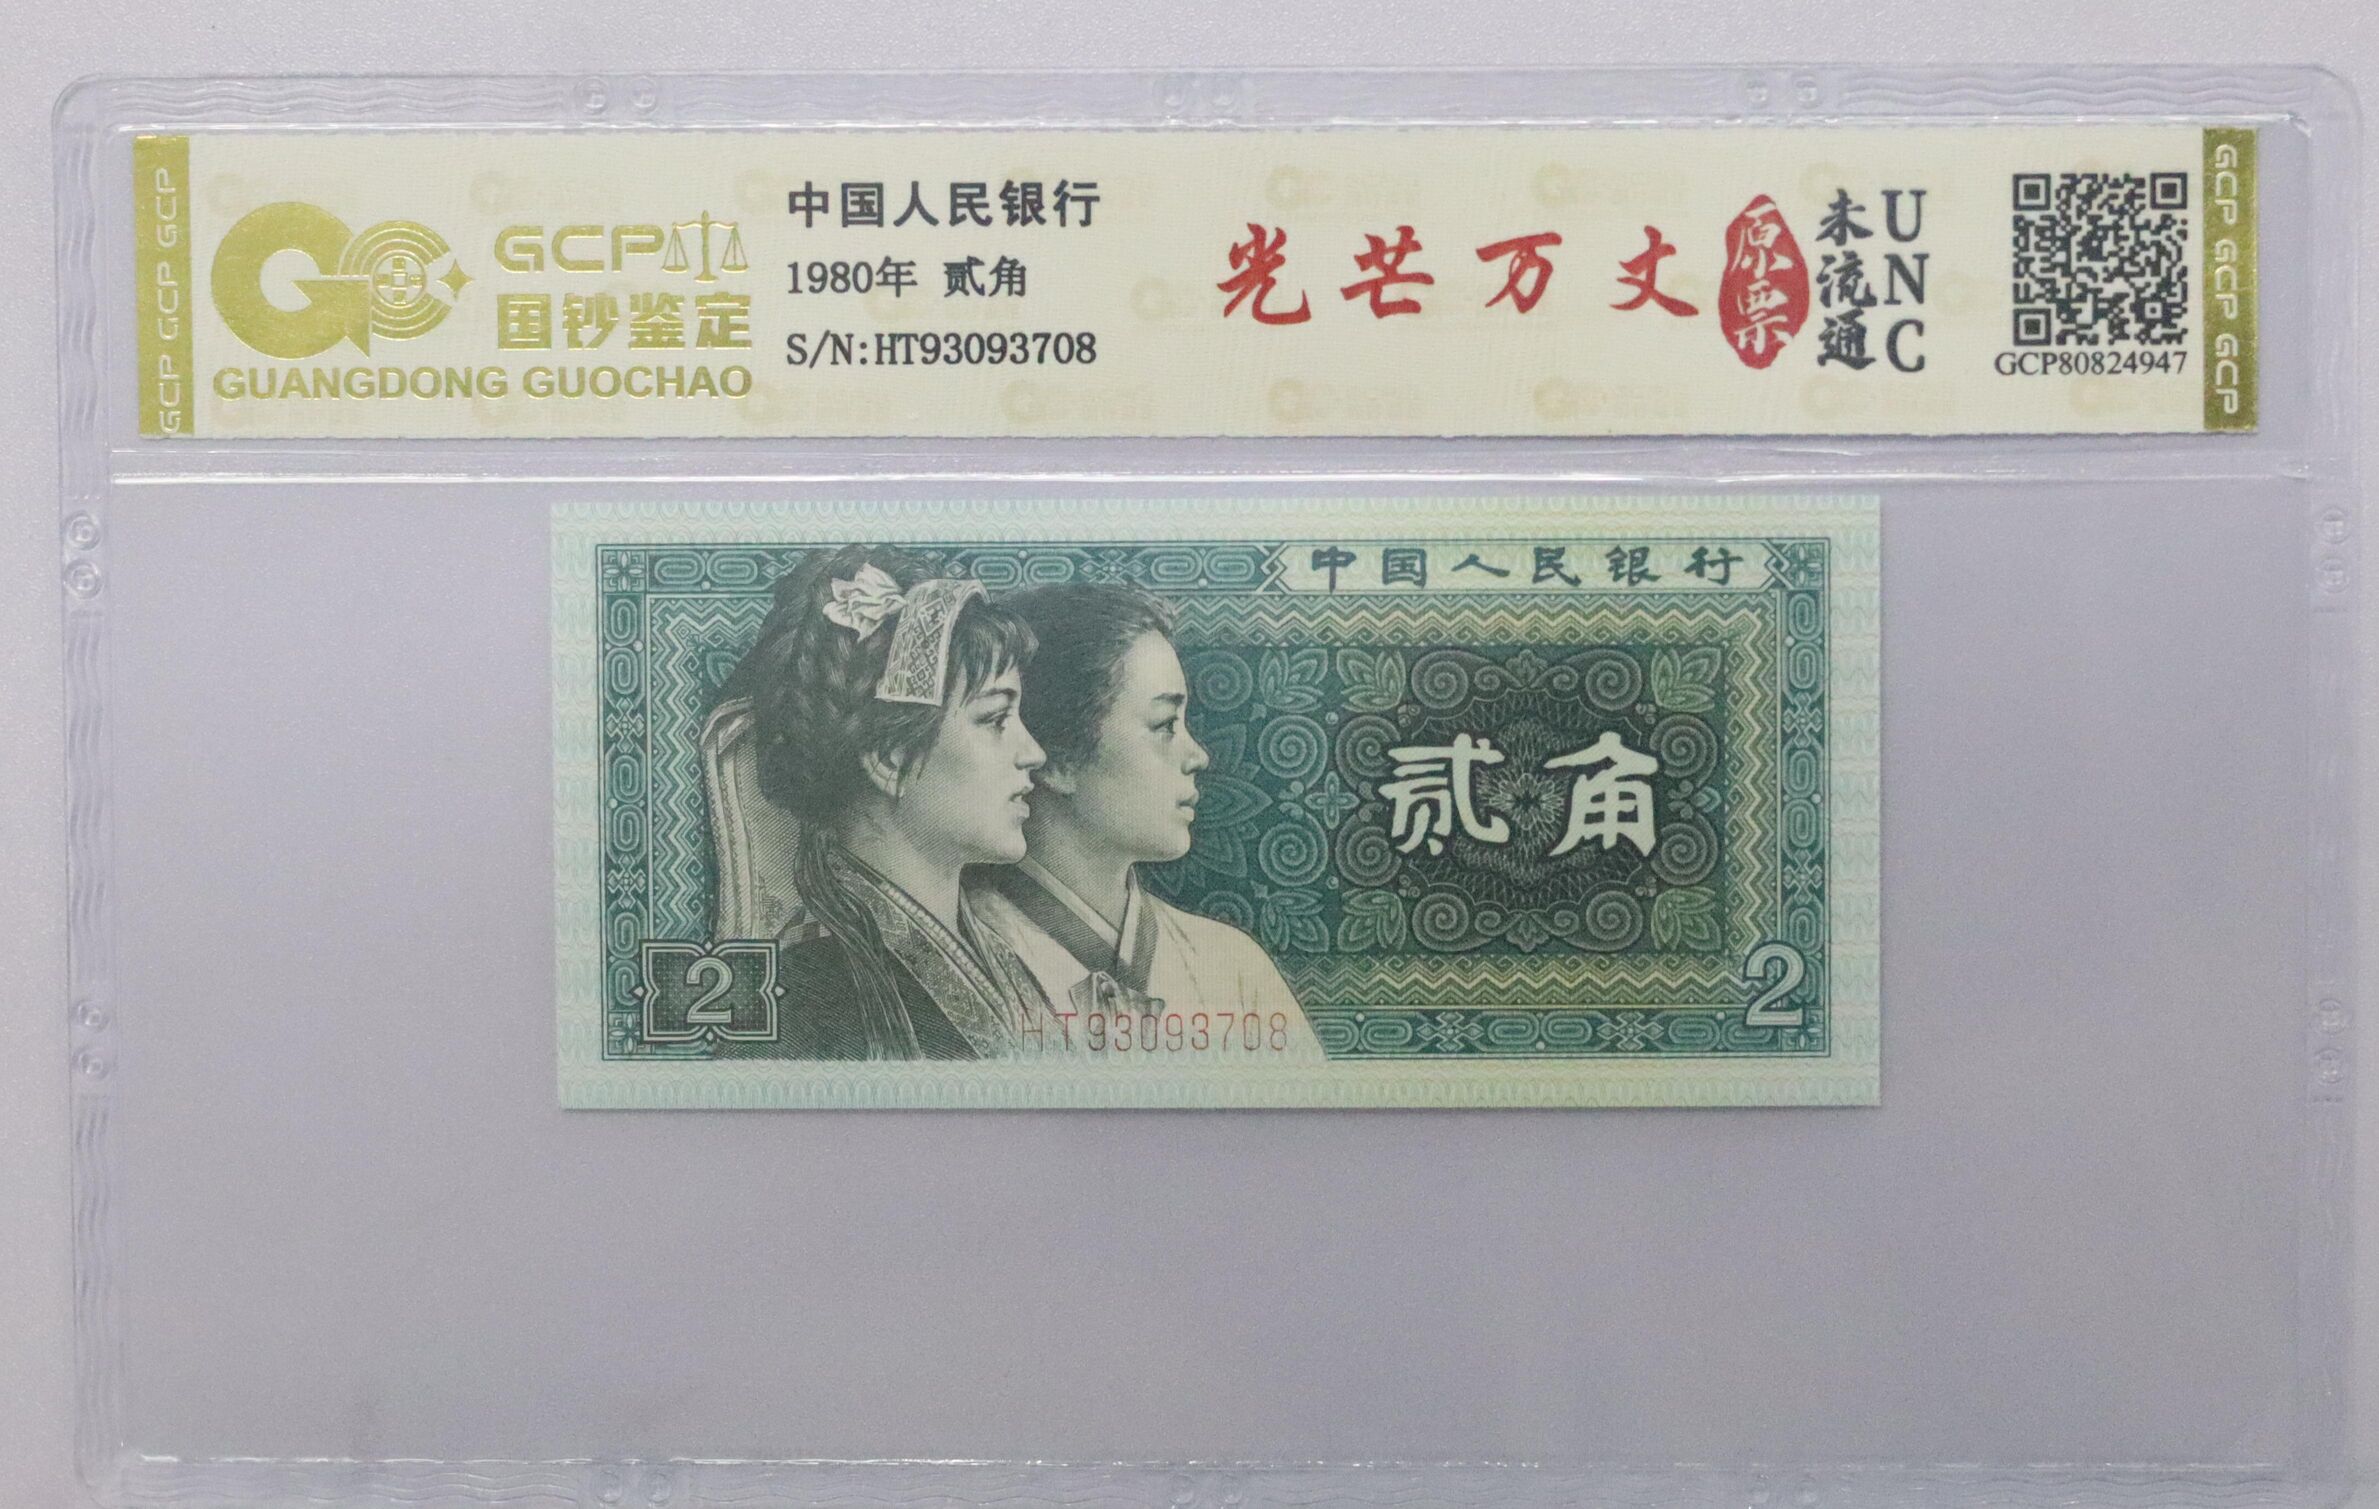 GCP GCP GCP
GCP
国钞鉴定
GUANGDONG GUOCHAO
中国人民银行
1980年 贰角
S/N:HT93093708
光芒万丈
原票
未流通
UNC
GCP80824947
GCP GCP GCP
中国人民银行
贰角
2
2
HT93093708